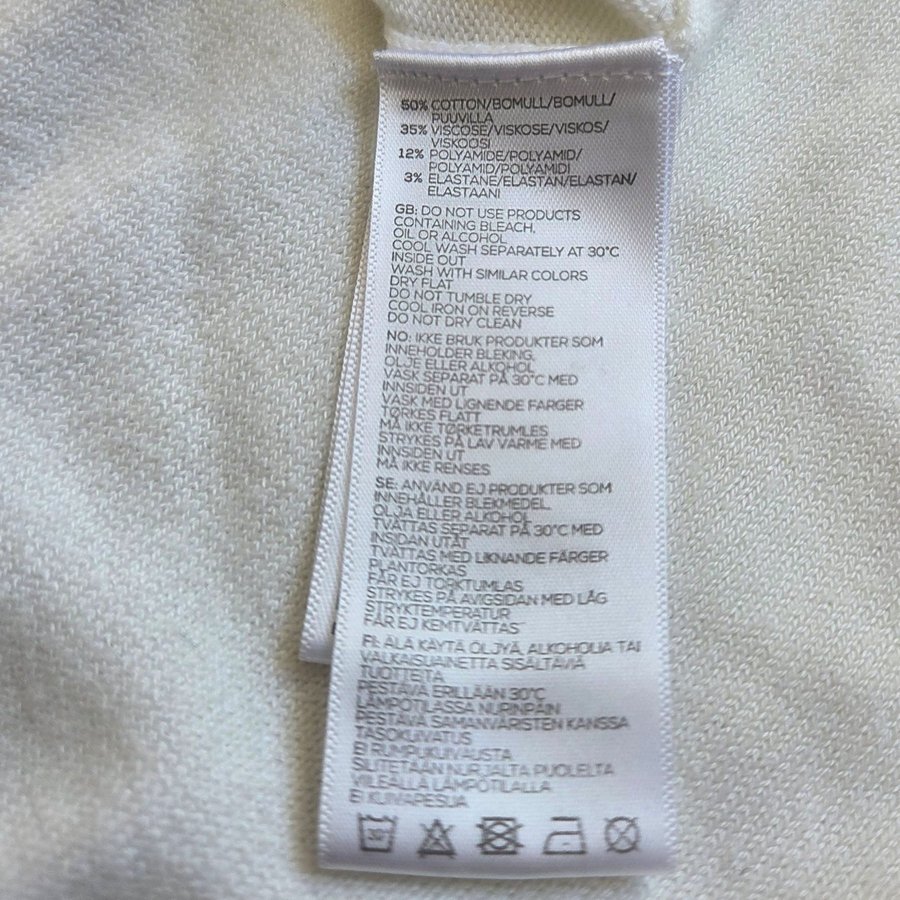 50% COTTON/BOMULL/BOMULL/
PUUVILLA
35% VISCOSE/VISKOSE/VISKOS/
VISKOOSI
12% POLYAMIDE/POLYAMID/
POLYAMID/POLYAMIDI
3% ELASTANE/ELASTAN/ELASTAN/
ELASTAANI
GB: DO NOT USE PRODUCTS
CONTAINING BLEACH,
OIL OR ALCOHOL
COOL WASH SEPARATELY AT 30°C
INSIDE OUT
WASH WITH SIMILAR COLORS
DRY FLAT
DO NOT TUMBLE DRY
COOL IRON ON REVERSE
DO NOT DRY CLEAN
NO: IKKE BRUK PRODUKTER SOM
INNEHOLDER BLEKING,
OLJE ELLER ALKOHOL
VASK SEPARAT PÅ 30°C MED
INNSIDEN UT
VASK MED LIGNENDE FARGER
TØRKES FLATT
MÅ IKKE TØRKETRUMLES
STRYKES PÅ LAV VARME MED
INNSIDEN UT
MÅ IKKE RENSES
SE: ANVÄND EJ PRODUKTER SOM
INNEHÅLLER BLEKMEDEL,
OLJA ELLER ALKOHOL
TVÄTTAS SEPARAT PÅ 30°C MED
INSIDAN UTÅT
TVÄTTAS MED LIKNANDE FÄRGER
PLANTORKAS
FÅR EJ TORKTUMLAS
STRYKES PÅ AVIGSIDAN MED LÅG
STRYKTEMPERATUR
FÅR EJ KEMTVÄTTAS
FI: ÄLÄ KÄYTÄ ÖLJYÄ, ALKOHOLIA TAI
VALKAISUAINETTA SISÄLTÄVIÄ
TUOTTEITA
PESTÄVÄ ERILLÄÄN 30°C
LÄMPÖTILASSA NURINPÄIN
PESTÄVÄ SAMANVÄRISTEN KANSSA
TASOKUIVATUS
EI RUMPUKUIVAUSTA
SILITETÄÄN NURJALTA PUOLELTA
VIILEÄLLÄ LÄMPÖTILALLA
EI KUIVAPESUA
30